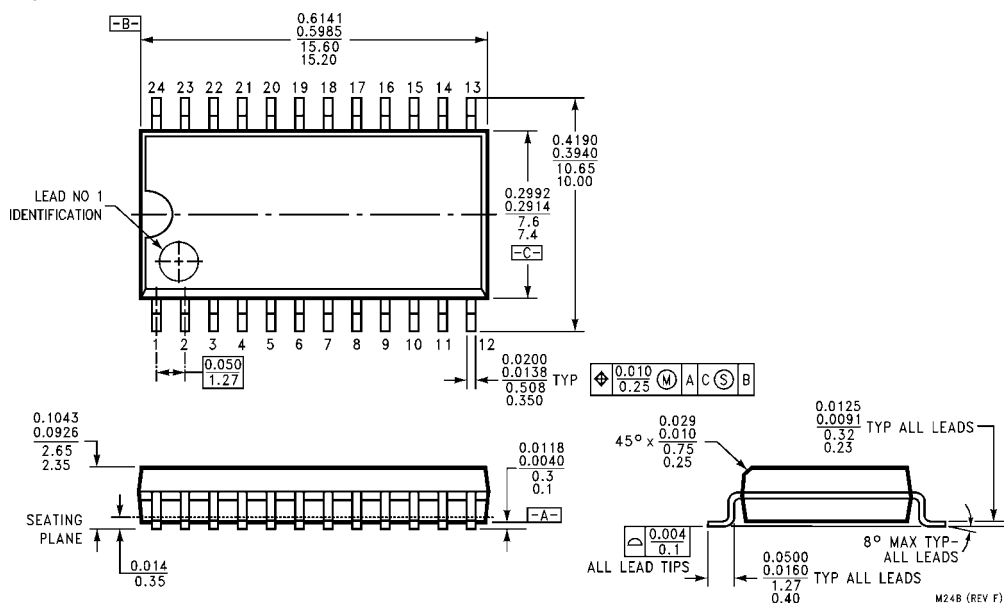 -B-
0.6141
0.5985
15.60
15.20
24 23 22 21 20 19 18 17 16 15 14 13
LEAD NO 1
IDENTIFICATION
0.4190
0.3940
10.65
10.00
0.2992
0.2914
7.6
7.4
-C-
1 2 3 4 5 6 7 8 9 10 11 12
0.050
1.27
0.0200
0.0138
0.508
0.350
TYP
⌖ 0.010
0.25
Ⓜ A C Ⓢ B
0.1043
0.0926
2.65
2.35
SEATING
PLANE
0.014
0.35
0.0118
0.0040
0.3
0.1
-A-
45° x
0.029
0.010
0.75
0.25
0.0125
0.0091
0.32
0.23
TYP ALL LEADS
0.004
0.1
ALL LEAD TIPS
0.0500
0.0160
1.27
0.40
TYP ALL LEADS
8° MAX TYP-
ALL LEADS
M24B (REV F)